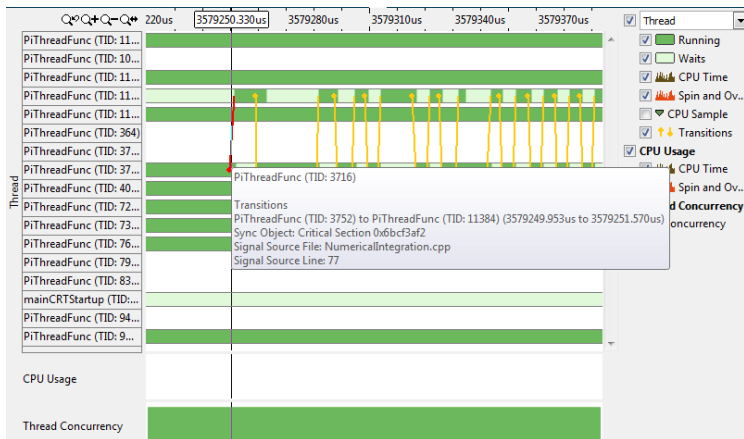 220us 3579250.330us 3579280us 3579310us 3579340us 3579370us
Thread
PiThreadFunc (TID: 11...
PiThreadFunc (TID: 10...
PiThreadFunc (TID: 11...
PiThreadFunc (TID: 11...
PiThreadFunc (TID: 11...
PiThreadFunc (TID: 364)
PiThreadFunc (TID: 37...
PiThreadFunc (TID: 37...
PiThreadFunc (TID: 40...
PiThreadFunc (TID: 72...
PiThreadFunc (TID: 73...
PiThreadFunc (TID: 76...
PiThreadFunc (TID: 79...
PiThreadFunc (TID: 83...
mainCRTStartup (TID:...
PiThreadFunc (TID: 94...
PiThreadFunc (TID: 9...
PiThreadFunc (TID: 3716)
Transitions
PiThreadFunc (TID: 3752) to PiThreadFunc (TID: 11384) (3579249.953us to 3579251.570us)
Sync Object: Critical Section 0x6bcf3af2
Signal Source File: NumericalIntegration.cpp
Signal Source Line: 77
CPU Usage
Thread Concurrency
Thread
Running
Waits
CPU Time
Spin and Ov...
CPU Sample
Transitions
CPU Usage
CPU Time
Spin and Ov...
d Concurrency
oncurrency